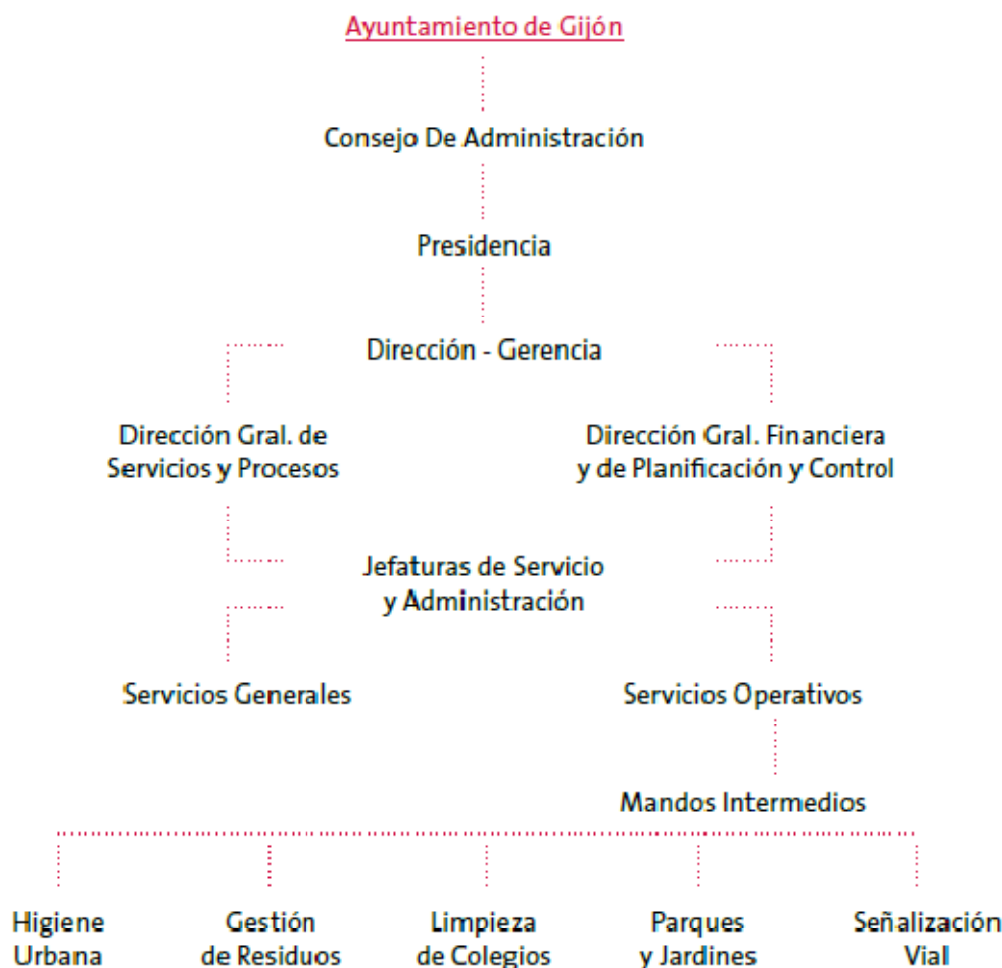 Ayuntamiento de Gijón
Consejo De Administración
Presidencia
Dirección - Gerencia
Dirección Gral. de
Servicios y Procesos
Dirección Gral. Financiera
y de Planificación y Control
Jefaturas de Servicio
y Administración
Servicios Generales
Servicios Operativos
Mandos Intermedios
Higiene
Urbana
Gestión
de Residuos
Limpieza
de Colegios
Parques
y Jardines
Señalización
Vial